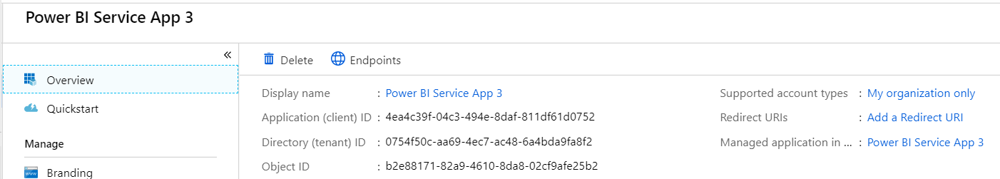 Power BI Service App 3
«
Delete Endpoints
Overview
Quickstart
Manage
Branding
Display name : Power BI Service App 3
Application (client) ID : 4ea4c39f-04c3-494e-8daf-811df61d0752
Directory (tenant) ID : 0754f50c-aa69-4ec7-ac48-6a4bda9fa8f2
Object ID : b2e88171-82a9-4610-8da8-02cf9afe25b2
Supported account types : My organization only
Redirect URIs : Add a Redirect URI
Managed application in ... : Power BI Service App 3